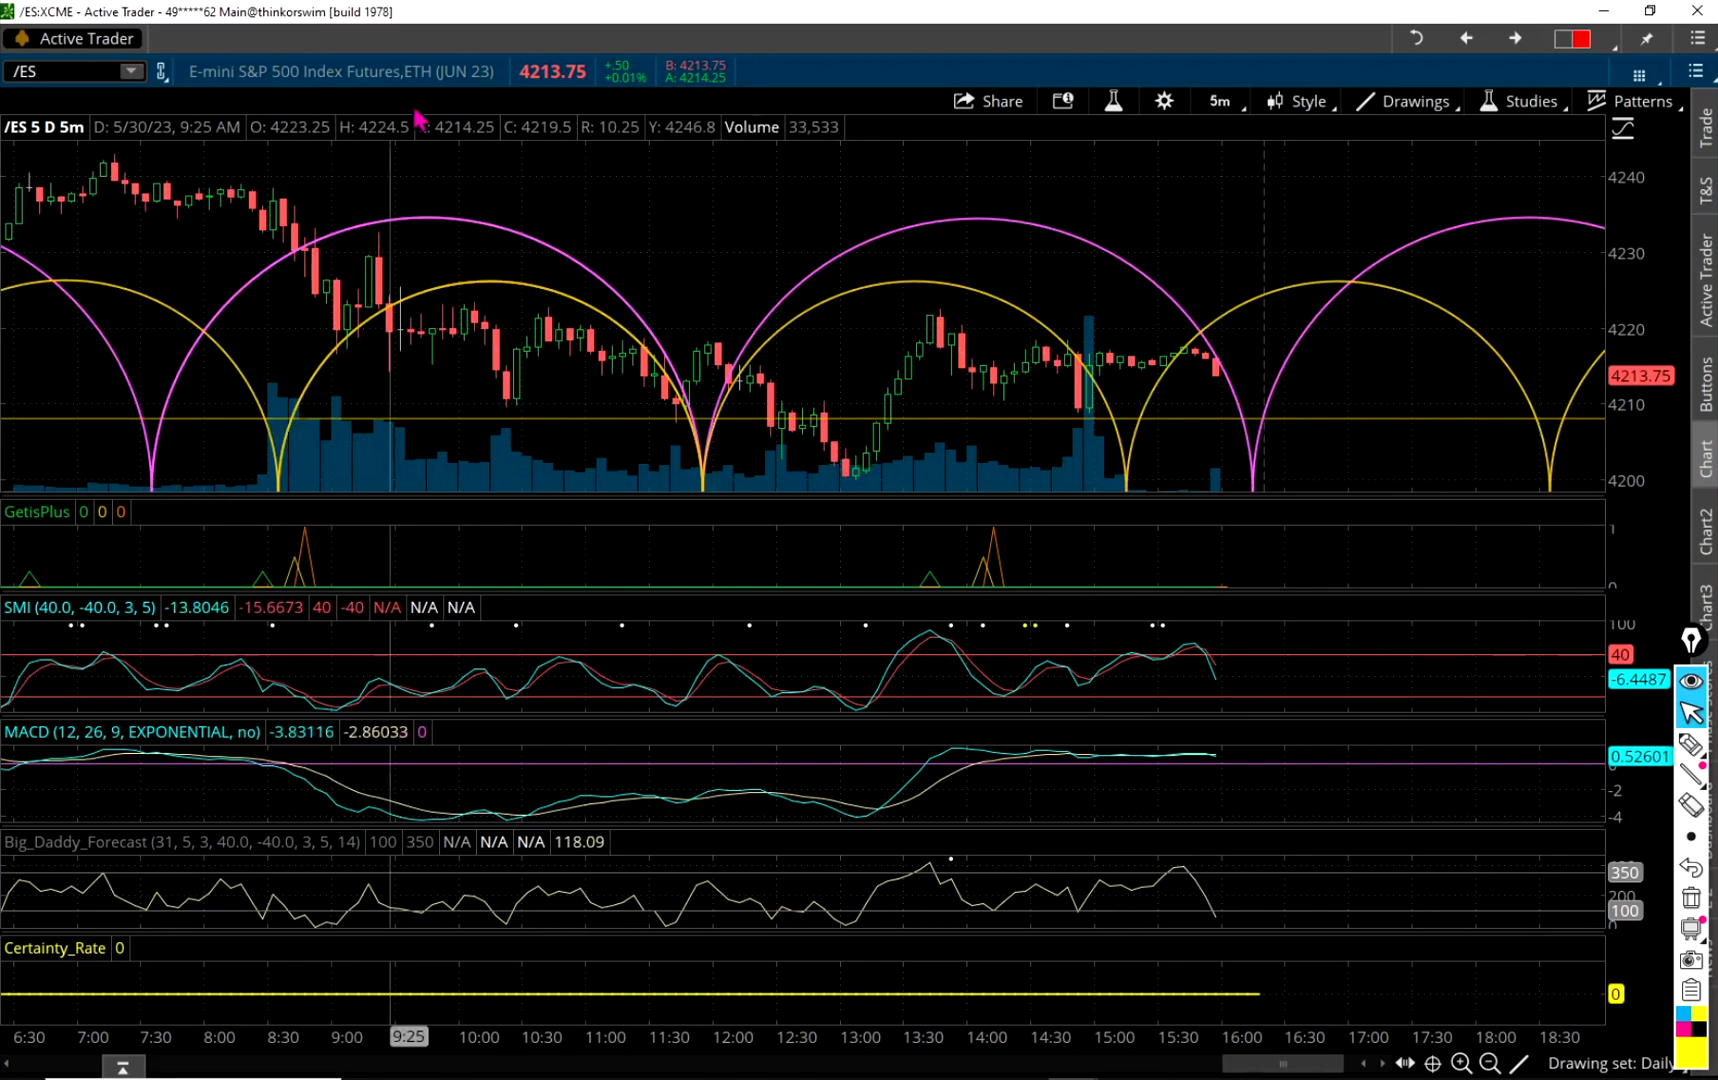 /ES:XCME - Active Trader - 49*****62 Main@thinkorswim [build 1978]
Active Trader
/ES E-mini S&P 500 Index Futures,ETH (JUN 23) 4213.75 +.50 +0.01% B: 4213.75 A: 4214.25
Share 5m Style Drawings Studies Patterns
/ES 5 D 5m D: 5/30/23, 9:25 AM O: 4223.25 H: 4224.5 : 4214.25 C: 4219.5 R: 10.25 Y: 4246.8 Volume 33,533
4240
4230
4220
4213.75
4210
4200
GetisPlus 0 0 0
1
0
SMI (40.0, -40.0, 3, 5) -13.8046 -15.6673 40 -40 N/A N/A N/A
100
40
-6.4487
MACD (12, 26, 9, EXPONENTIAL, no) -3.83116 -2.86033 0
0.52601
-2
-4
Big_Daddy_Forecast (31, 5, 3, 40.0, -40.0, 3, 5, 14) 100 350 N/A N/A N/A 118.09
350
200
100
0
Certainty_Rate 0
0
6:30 7:00 7:30 8:00 8:30 9:00 9:25 10:00 10:30 11:00 11:30 12:00 12:30 13:00 13:30 14:00 14:30 15:00 15:30 16:00 16:30 17:00 17:30 18:00 18:30
Drawing set: Daily
Trade
T&S
Active Trader
Buttons
Chart
Chart2
Chart3